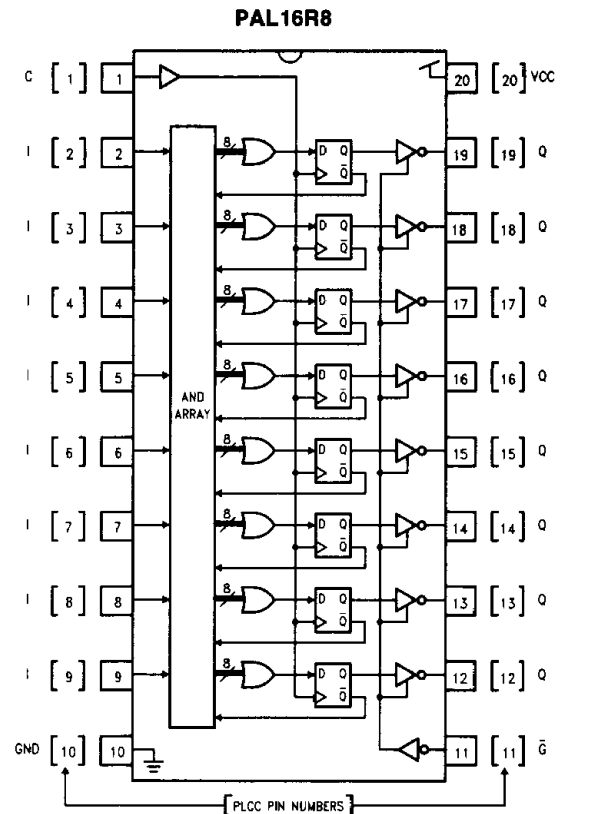 PAL16R8
C [1] 1 20 [20] VCC
I [2] 2 8 D Q Q̅ 19 [19] Q
I [3] 3 8 D Q Q̅ 18 [18] Q
I [4] 4 8 D Q Q̅ 17 [17] Q
I [5] 5 8 D Q Q̅ 16 [16] Q
AND
ARRAY
I [6] 6 8 D Q Q̅ 15 [15] Q
I [7] 7 8 D Q Q̅ 14 [14] Q
I [8] 8 8 D Q Q̅ 13 [13] Q
I [9] 9 8 D Q Q̅ 12 [12] Q
GND [10] 10 11 [11] G̅
[PLCC PIN NUMBERS]